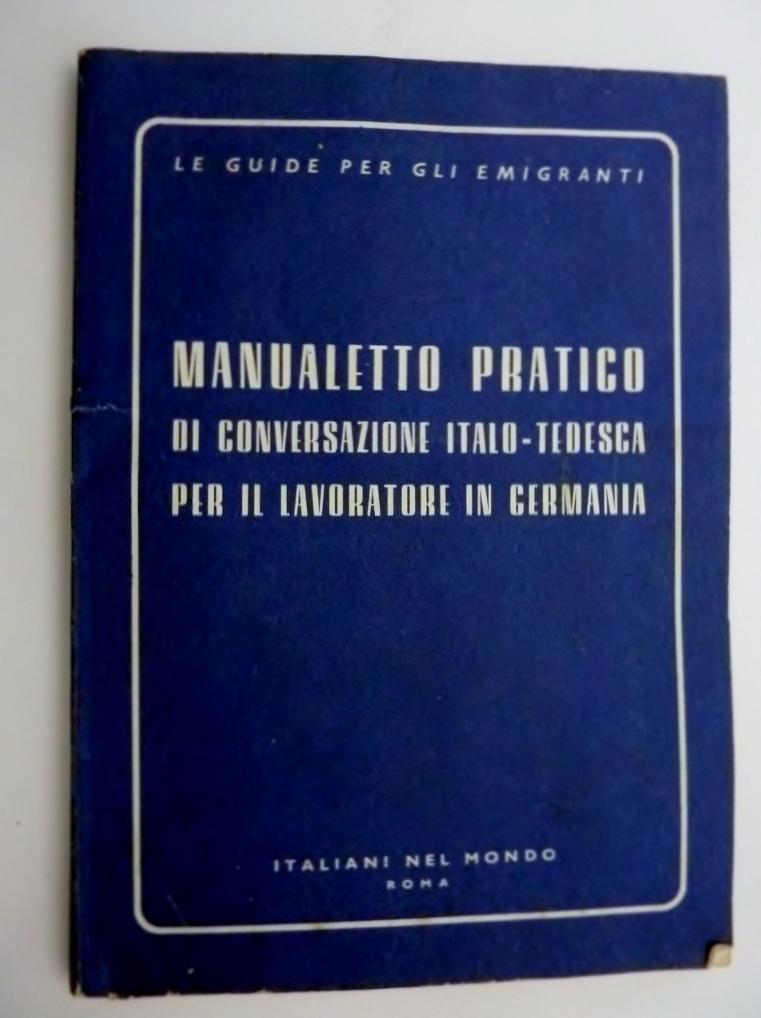 LE GUIDE PER GLI EMIGRANTI
MANUALETTO PRATICO
DI CONVERSAZIONE ITALO-TEDESCA
PER IL LAVORATORE IN GERMANIA
ITALIANI NEL MONDO
ROMA